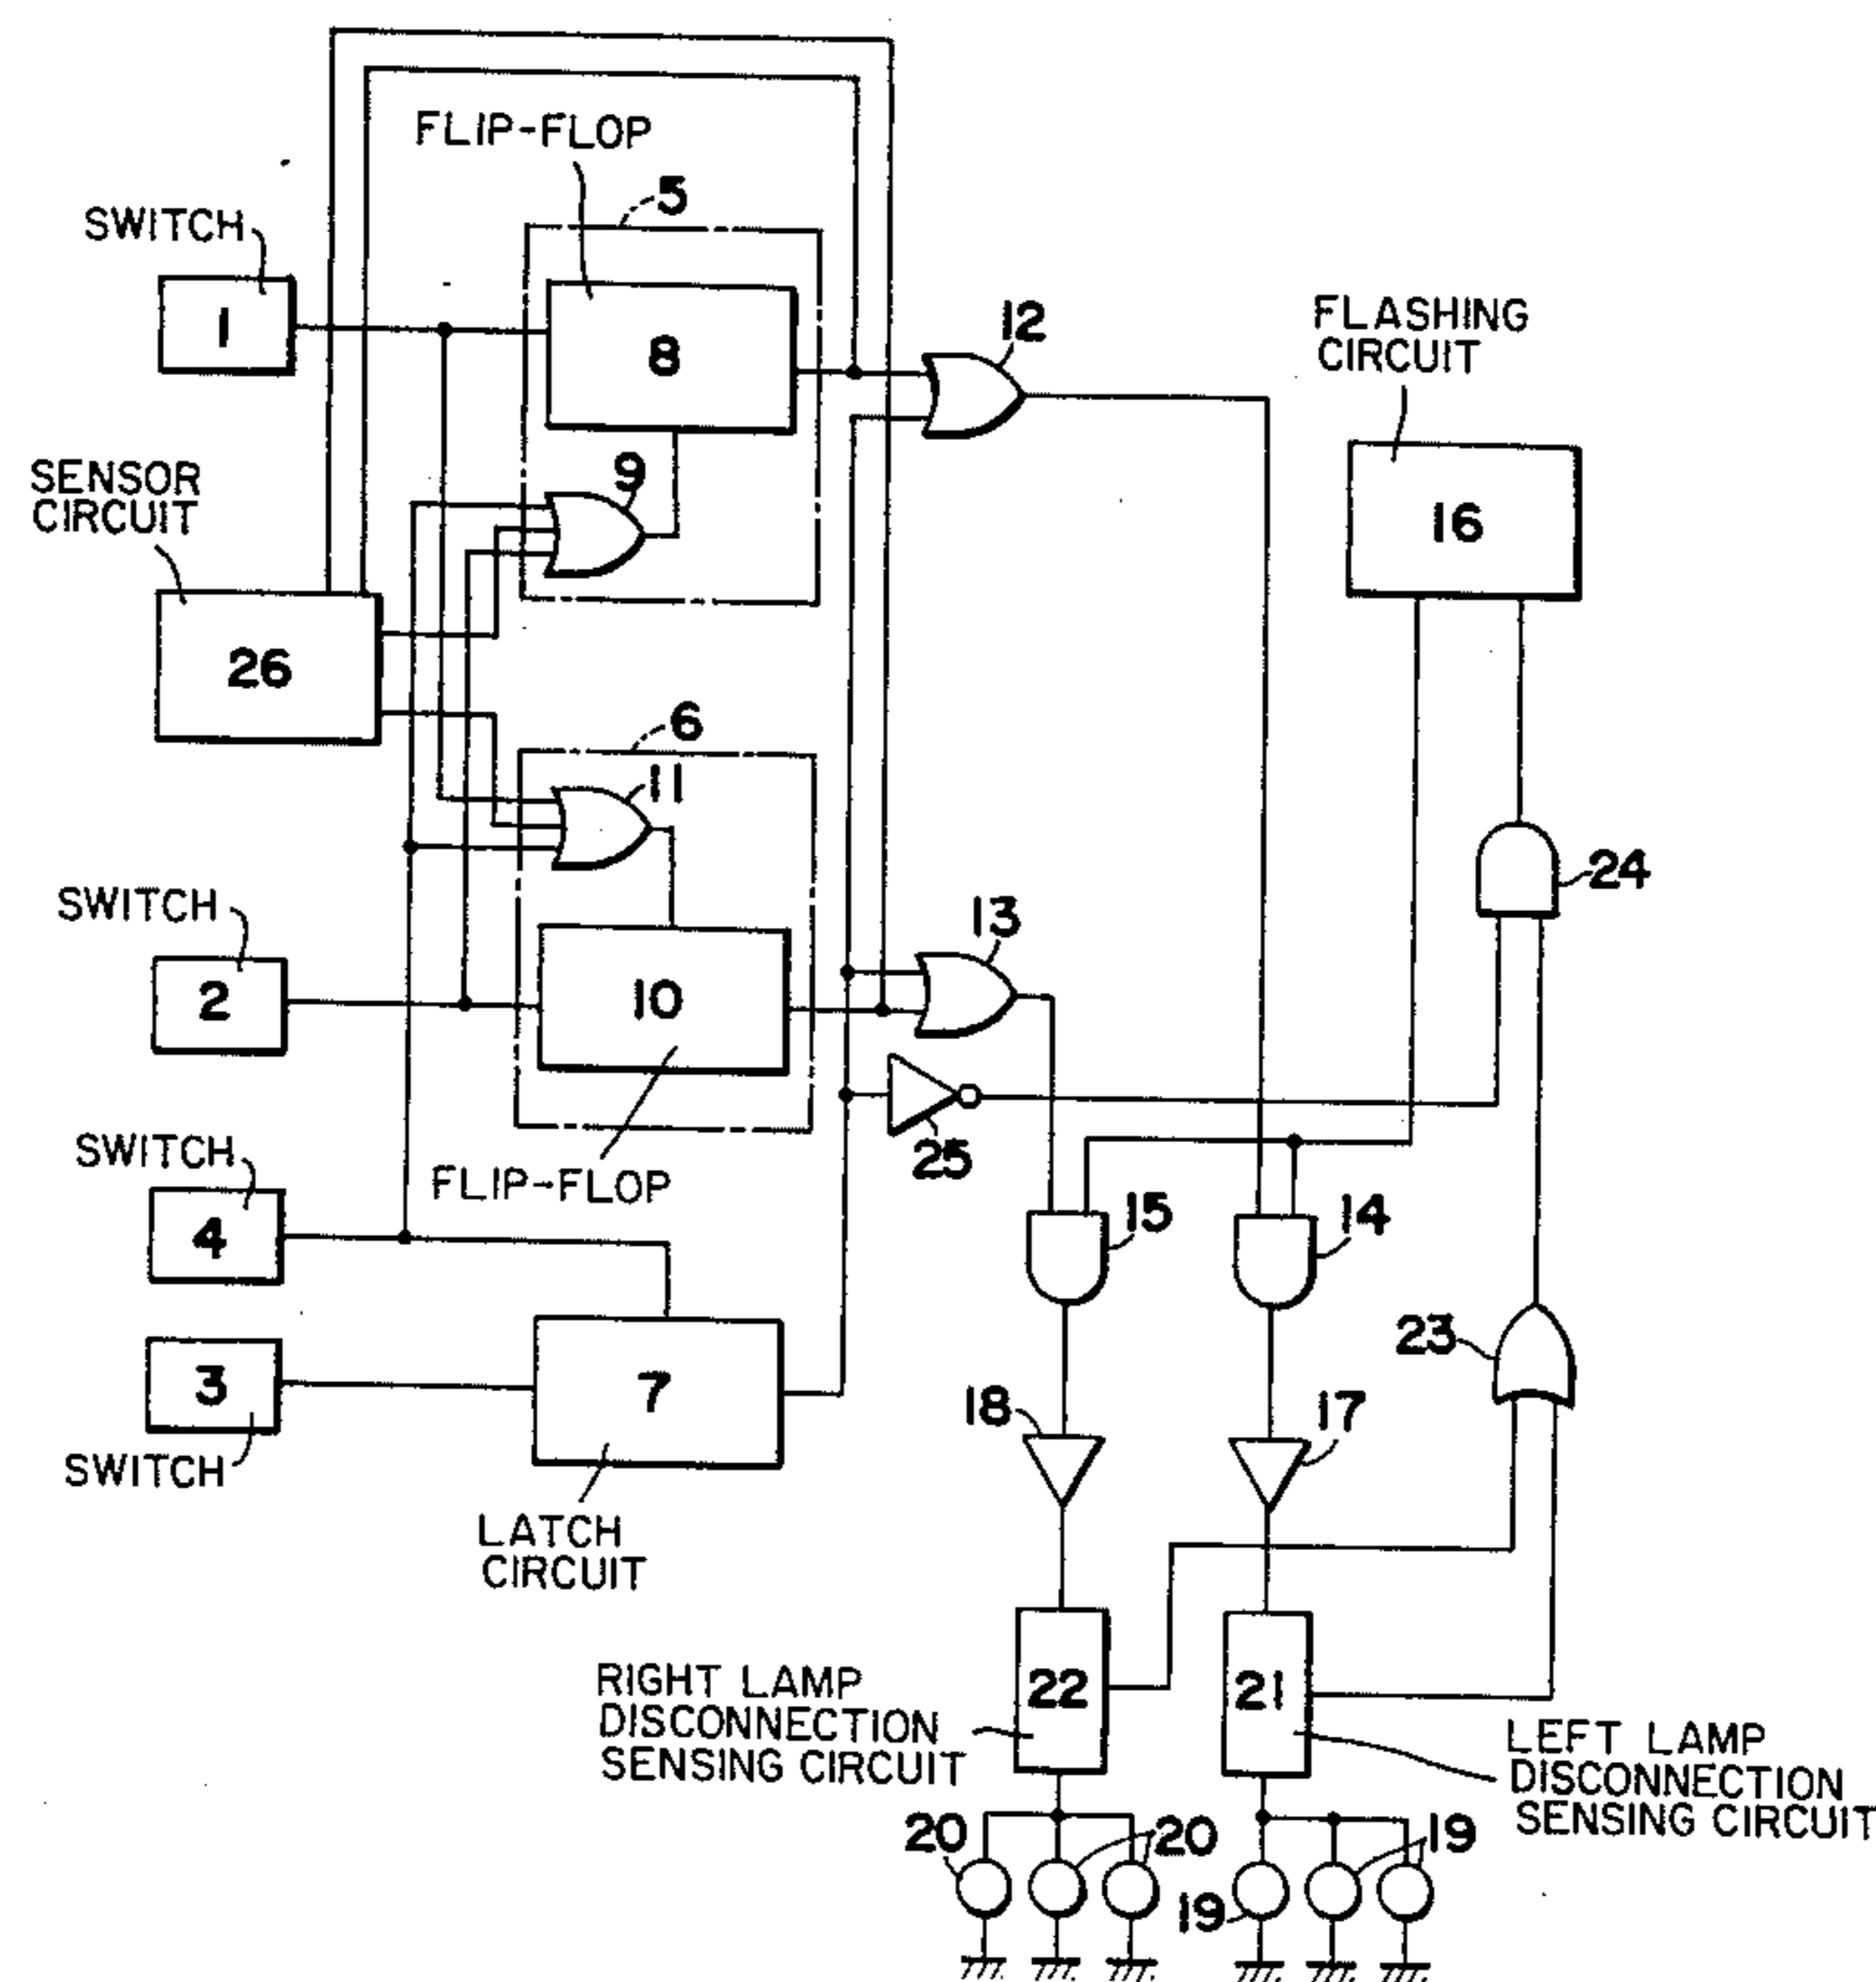 FLIP-FLOP
5
SWITCH
1
8
12
FLASHING
CIRCUIT
SENSOR
CIRCUIT
9
16
26
6
11
24
SWITCH
2
10
13
25
SWITCH
4
FLIP-FLOP
15
14
23
3
7
18
17
SWITCH
LATCH
CIRCUIT
RIGHT LAMP
DISCONNECTION
SENSING CIRCUIT
22
21
LEFT LAMP
DISCONNECTION
SENSING CIRCUIT
20
20
19
19